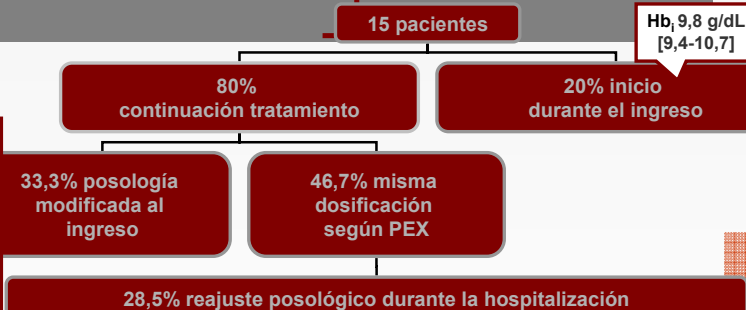 15 pacientes
Hbi 9,8 g/dL
[9,4-10,7]
80%
continuación tratamiento
20% inicio
durante el ingreso
33,3% posología
modificada al
ingreso
46,7% misma
dosificación
según PEX
28,5% reajuste posológico durante la hospitalización